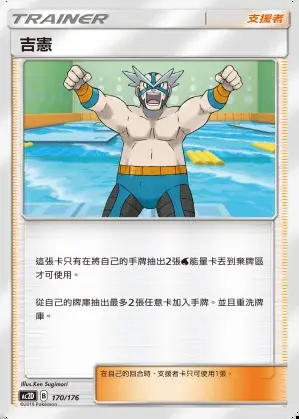 TRAINER
支援者
吉憲
這張卡只有在將自己的手牌抽出2張能量卡丟到棄牌區
才可使用。
從自己的牌庫抽出最多2張任意卡加入手牌。並且重洗牌
庫。
在自己的回合時,支援者卡只可使用1張。
Illus.Ken Sugimori
AC2D B 170/176
©2019 Pokémon